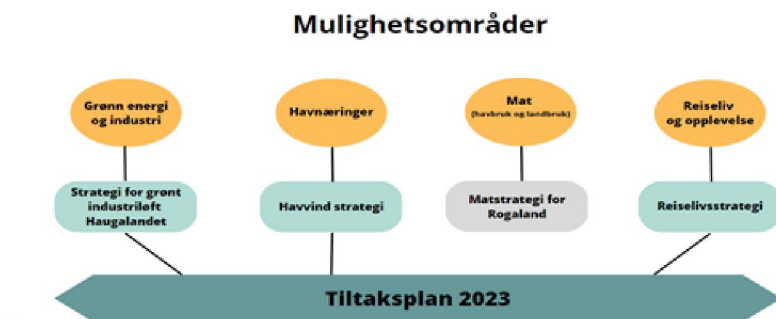 Mulighetsområder
Grønn energi
og industri
Havnæringer
Mat
(havbruk og landbruk)
Reiseliv
og opplevelse
Strategi for grønt
industriløft
Haugalandet
Havvind strategi
Matstrategi for
Rogaland
Reiselivsstrategi
Tiltaksplan 2023